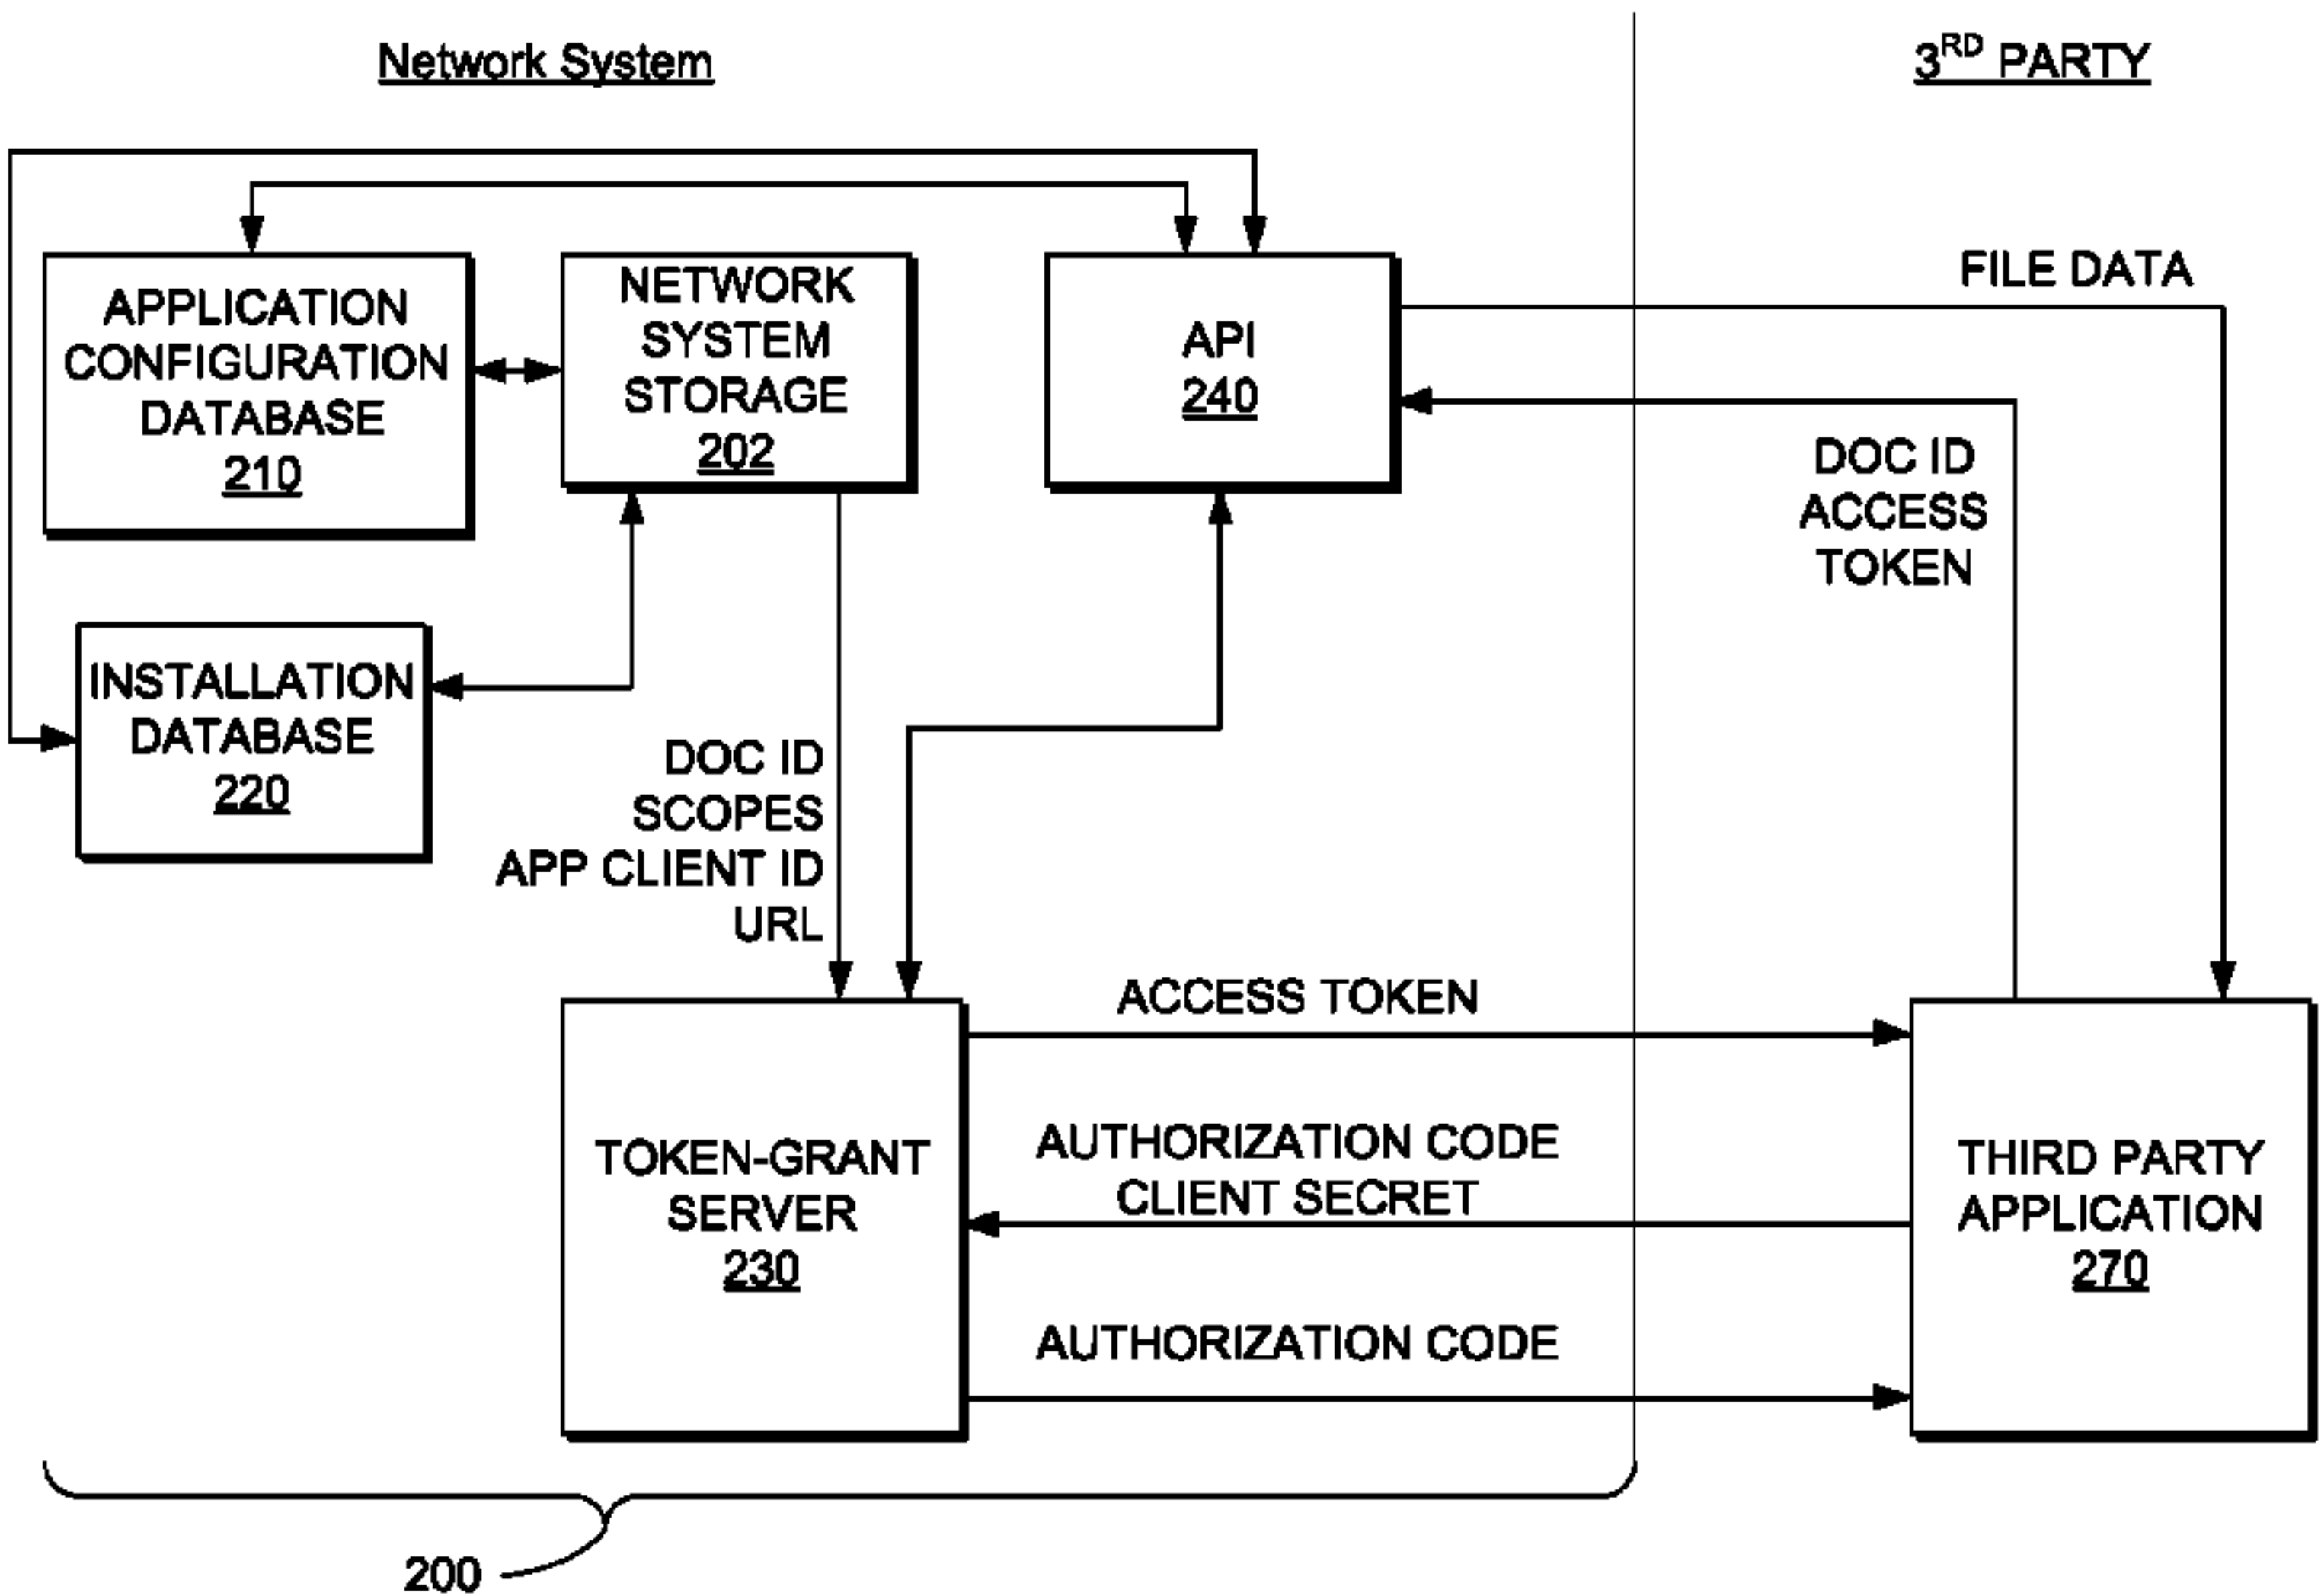 Network System
3RD PARTY
APPLICATION
CONFIGURATION
DATABASE
210
NETWORK
SYSTEM
STORAGE
202
API
240
FILE DATA
DOC ID
ACCESS
TOKEN
INSTALLATION
DATABASE
220
DOC ID
SCOPES
APP CLIENT ID
URL
TOKEN-GRANT
SERVER
230
ACCESS TOKEN
AUTHORIZATION CODE
CLIENT SECRET
AUTHORIZATION CODE
THIRD PARTY
APPLICATION
270
200